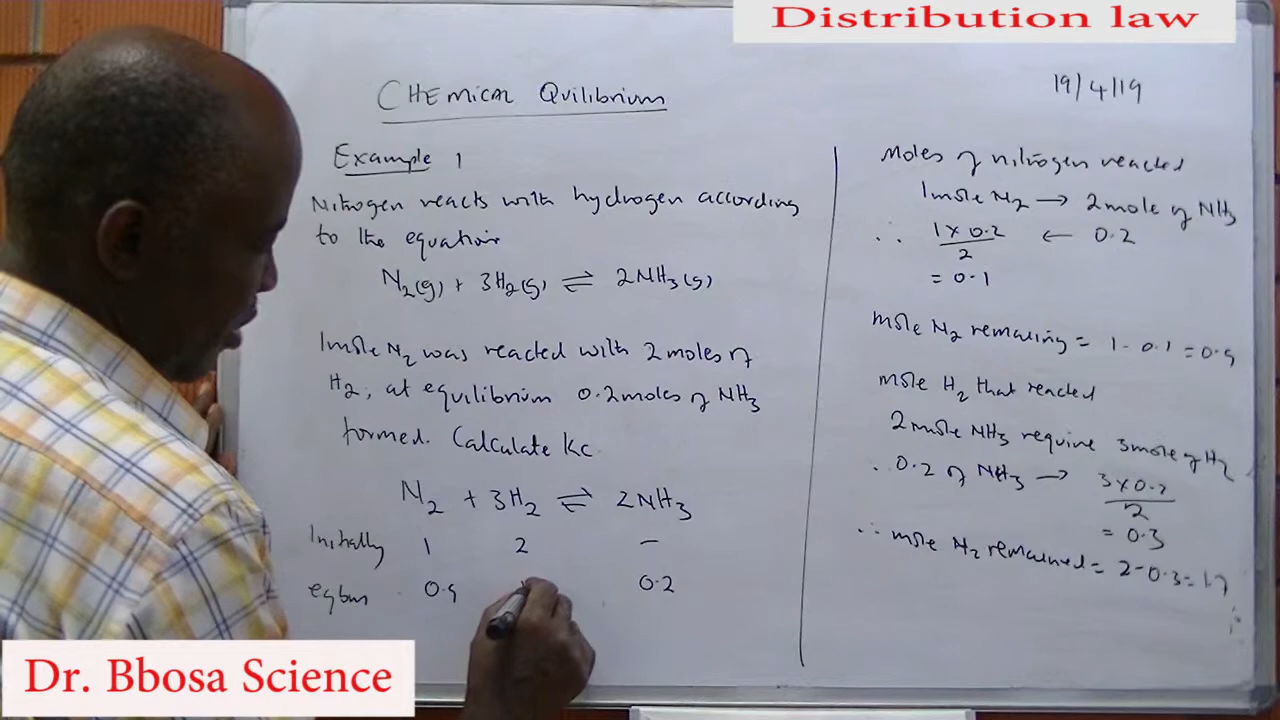 Distribution law
CHEMICAL QUILIBRIUM
19/4/19
Example 1
Nitrogen reacts with hydrogen according
to the equation
N2(g) + 3H2(g) ⇌ 2NH3(g)
1mole N2 was reacted with 2moles of
H2, at equilibrium 0.2moles of NH3
formed. Calculate Kc
N2 + 3H2 ⇌ 2NH3
Initially 1 2 –
eqbm 0.9 0.2
moles of nitrogen reacted
1mole N2 → 2mole of NH3
∴ 1 × 0.2 ← 0.2
2
= 0.1
mole N2 remaining = 1 - 0.1 = 0.9
mole H2 that reacted
2mole NH3 require 3mole of H2
∴ 0.2 of NH3 → 3 × 0.2
2
= 0.3
∴ mole H2 remained = 2 - 0.3 = 1.7
Dr. Bbosa Science